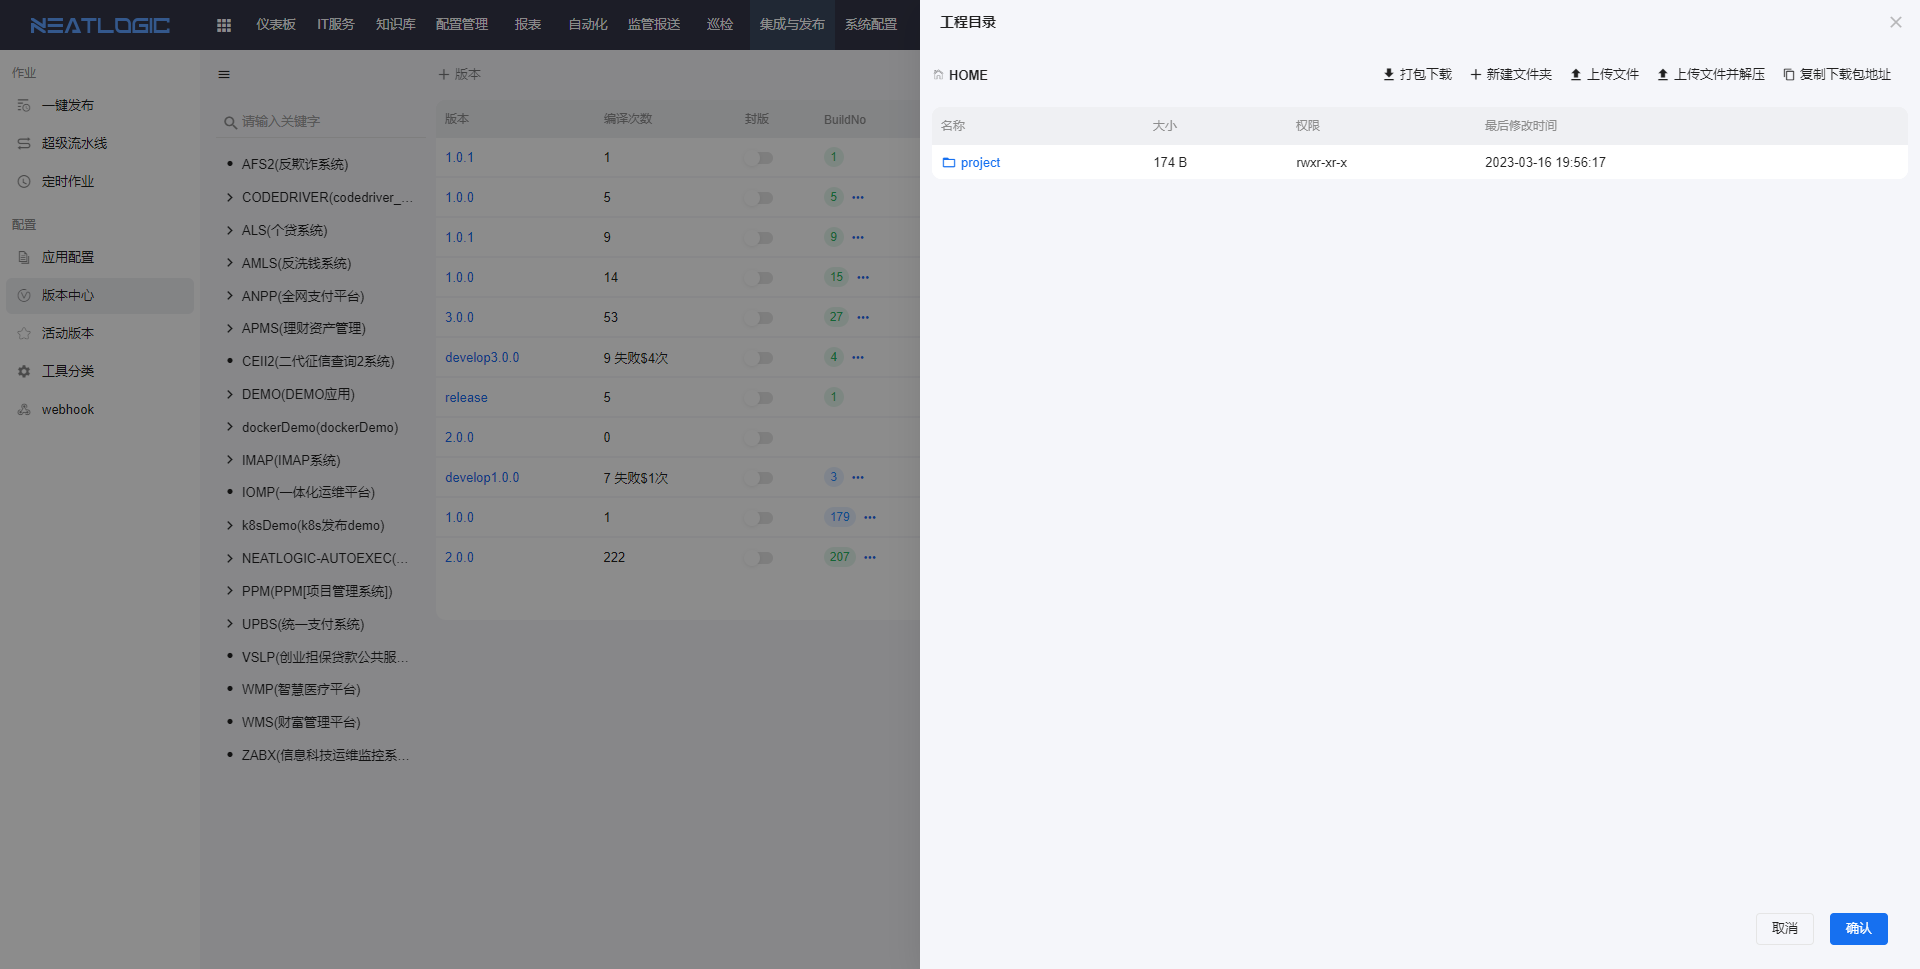 NEATLOGIC
仪表板 IT服务 知识库 配置管理 报表 自动化 监管报送 巡检 集成与发布 系统配置
作业
一键发布
超级流水线
定时作业
配置
应用配置
版本中心
活动版本
工具分类
webhook
请输入关键字
AFS2(反欺诈系统)
CODEDRIVER(codedriver_...
ALS(个贷系统)
AMLS(反洗钱系统)
ANPP(全网支付平台)
APMS(理财资产管理)
CEII2(二代征信查询2系统)
DEMO(DEMO应用)
dockerDemo(dockerDemo)
IMAP(IMAP系统)
IOMP(一体化运维平台)
k8sDemo(k8s发布demo)
NEATLOGIC-AUTOEXEC(...
PPM(PPM[项目管理系统])
UPBS(统一支付系统)
VSLP(创业担保贷款公共服...
WMP(智慧医疗平台)
WMS(财富管理平台)
ZABX(信息科技运维监控系...
版本
版本 编译次数 封版 BuildNo
1.0.1 1 1
1.0.0 5 5 ...
1.0.1 9 9 ...
1.0.0 14 15 ...
3.0.0 53 27 ...
develop3.0.0 9 失败$4次 4 ...
release 5 1
2.0.0 0
develop1.0.0 7 失败$1次 3 ...
1.0.0 1 179 ...
2.0.0 222 207 ...
工程目录
HOME
打包下载 新建文件夹 上传文件 上传文件并解压 复制下载包地址
名称 大小 权限 最后修改时间
project 174 B rwxr-xr-x 2023-03-16 19:56:17
取消 确认